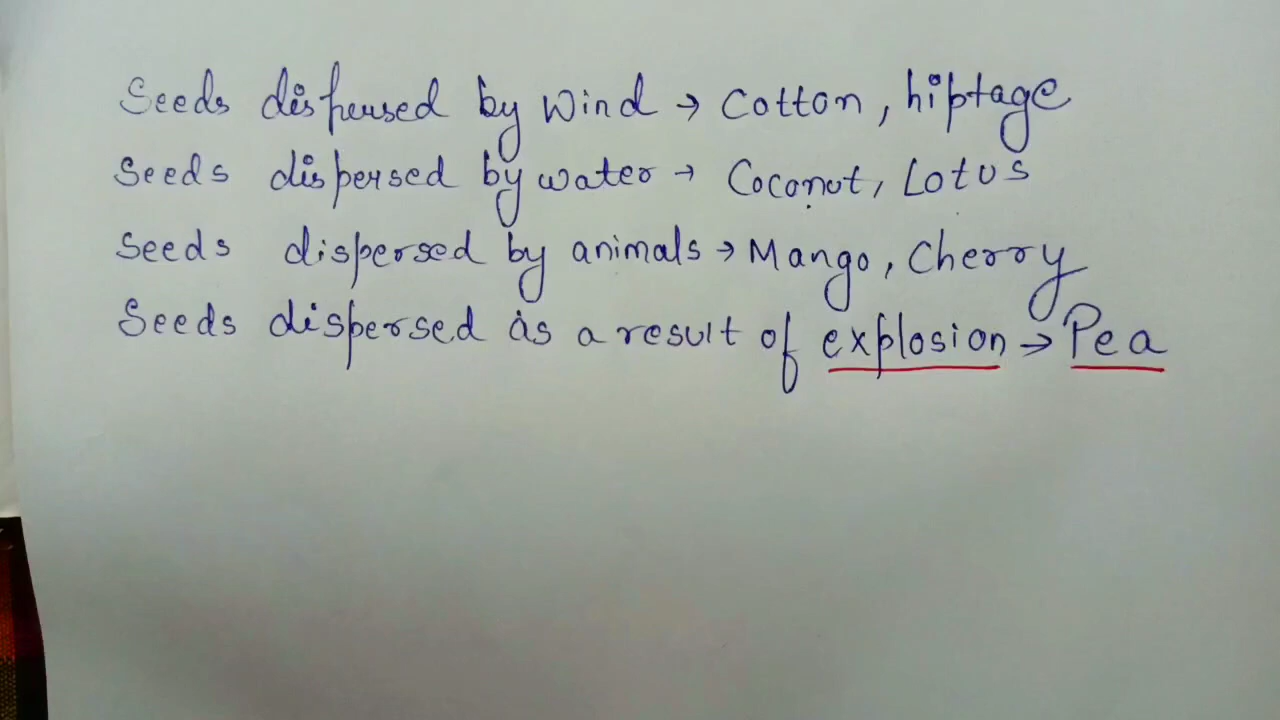 Seeds dispersed by Wind → Cotton, hiptage
Seeds dispersed by water → Coconut, Lotus
Seeds dispersed by animals → Mango, Cherry
Seeds dispersed as a result of explosion → Pea